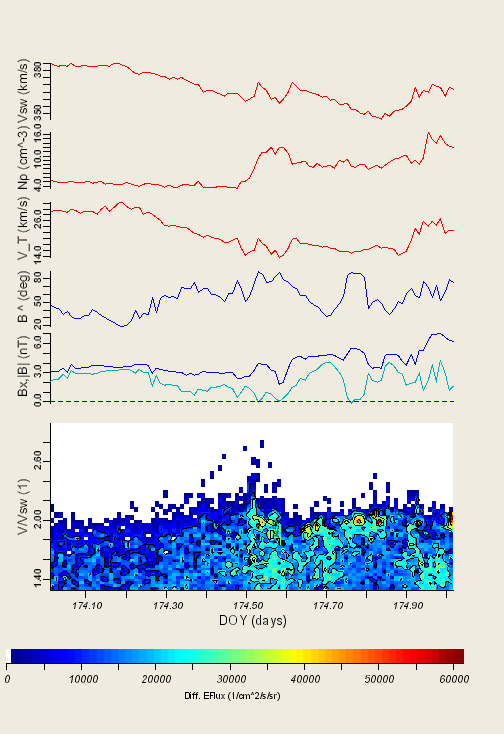 Vsw (km/s)
380
350
Np (cm^-3)
16.0
10.0
4.0
V_T (km/s)
26.0
14.0
B ^ (deg)
80
50
20
Bx,|B| (nT)
6.0
3.0
0.0
V/Vsw (1)
2.60
2.00
1.40
174.10 174.30 174.50 174.70 174.90
DOY (days)
0 10000 20000 30000 40000 50000 60000
Diff. EFlux (1/cm^2/s/sr)